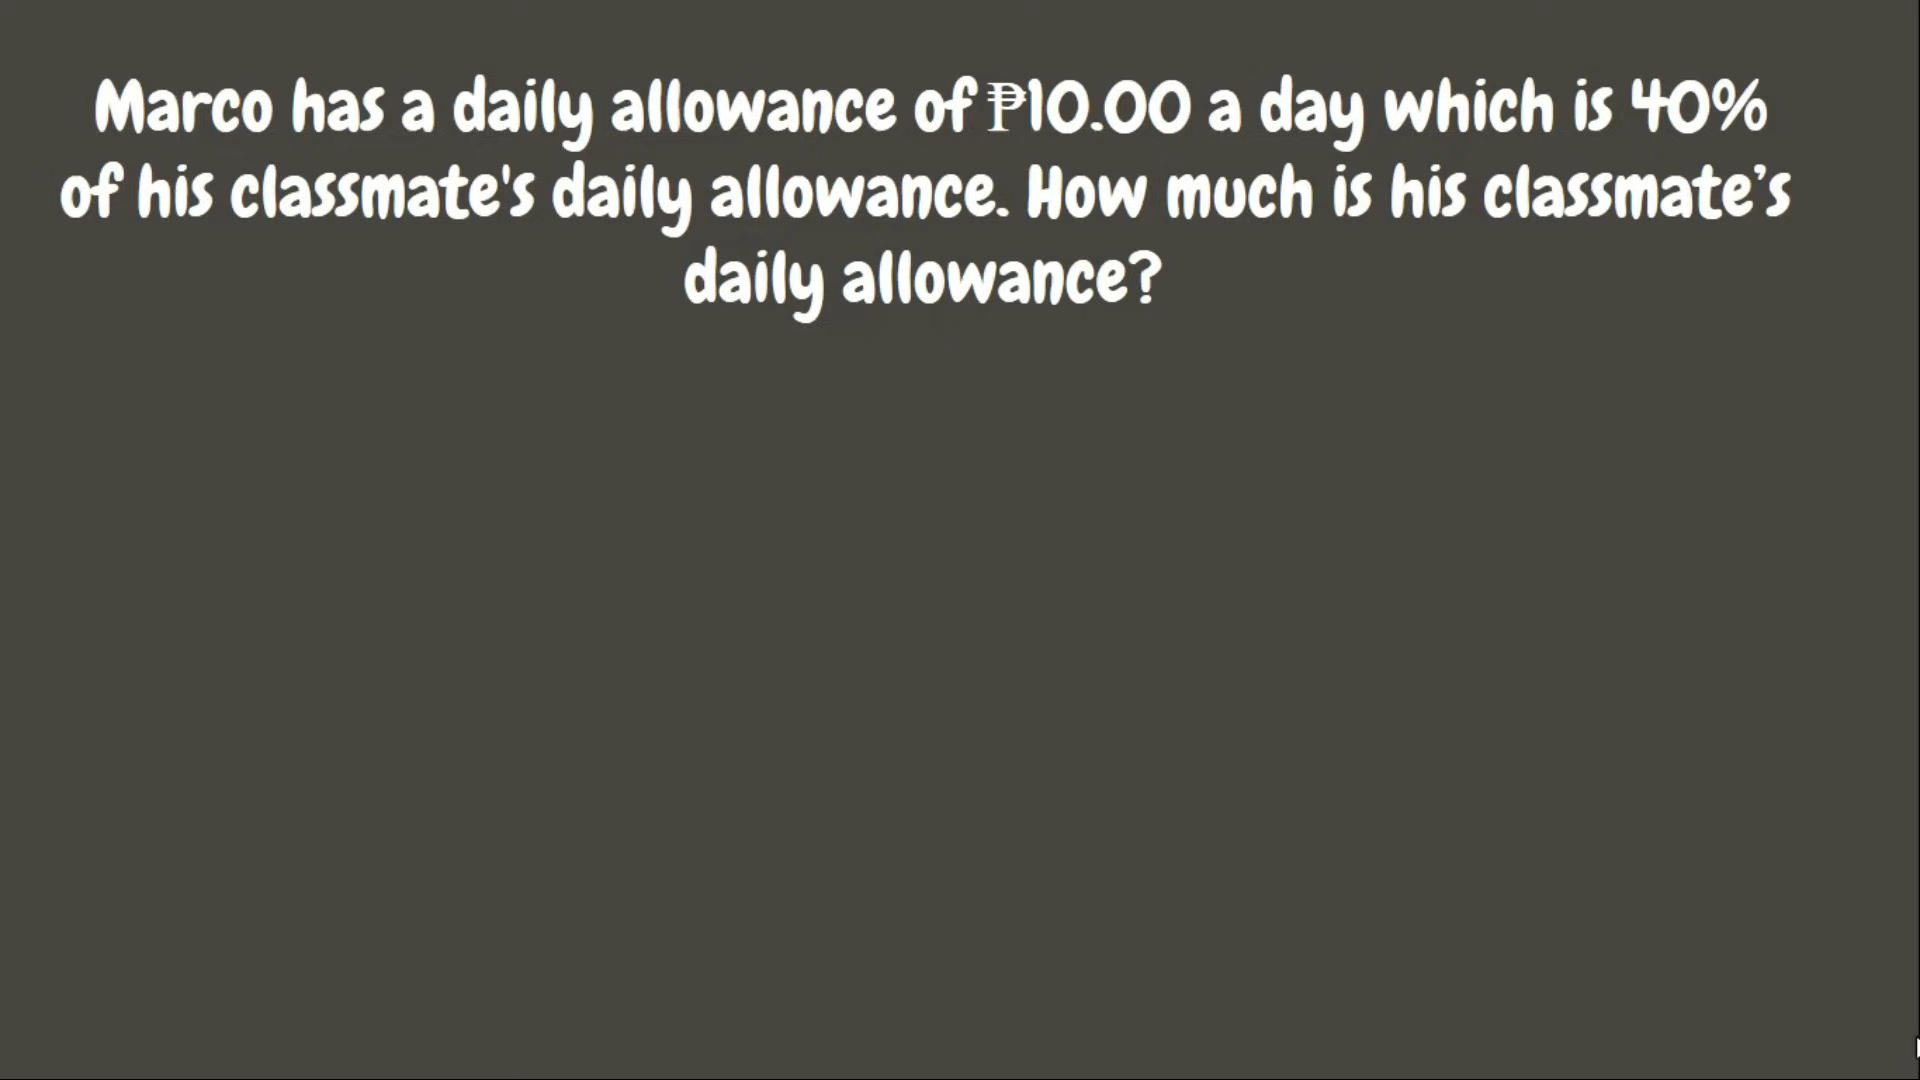 Marco has a daily allowance of ₱10.00 a day which is 40%
of his classmate's daily allowance. How much is his classmate’s
daily allowance?